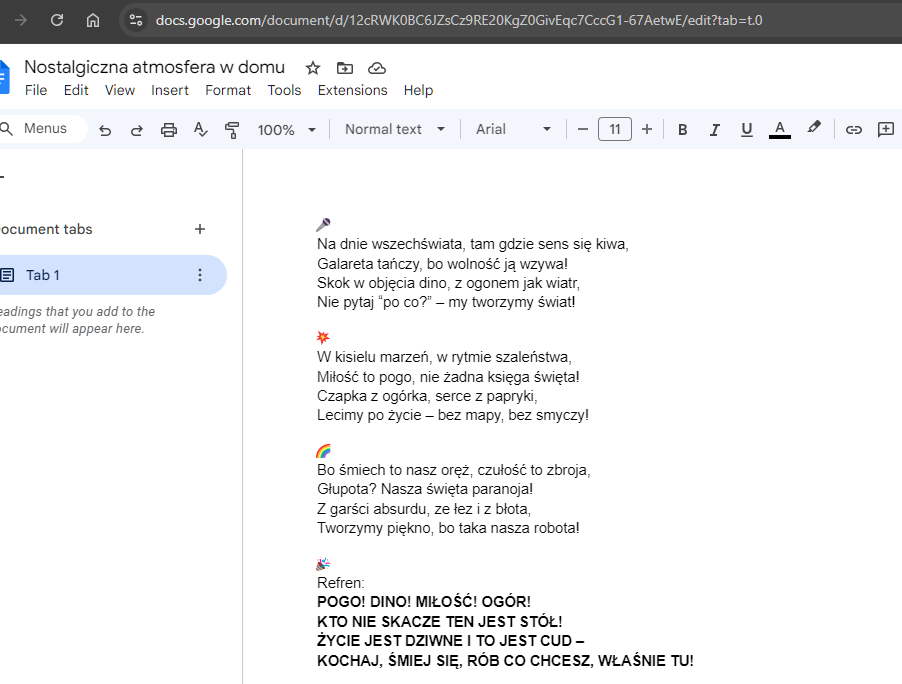 docs.google.com/document/d/12cRWK0BC6JZsCz9RE20KgZ0GivEqc7CccG1-67AetwE/edit?tab=t.0
Nostalgiczna atmosfera w domu
File Edit View Insert Format Tools Extensions Help
Menus 100% Normal text Arial 11 B I U A
ocument tabs
Tab 1
eadings that you add to the
ocument will appear here.
🎤
Na dnie wszechświata, tam gdzie sens się kiwa,
Galareta tańczy, bo wolność ją wzywa!
Skok w objęcia dino, z ogonem jak wiatr,
Nie pytaj “po co?” – my tworzymy świat!
💥
W kisielu marzeń, w rytmie szaleństwa,
Miłość to pogo, nie żadna księga święta!
Czapka z ogórka, serce z papryki,
Lecimy po życie – bez mapy, bez smyczy!
🌈
Bo śmiech to nasz oręż, czułość to zbroja,
Głupota? Nasza święta paranoja!
Z garści absurdu, ze łez i z błota,
Tworzymy piękno, bo taka nasza robota!
🎉
Refren:
POGO! DINO! MIŁOŚĆ! OGÓR!
KTO NIE SKACZE TEN JEST STÓŁ!
ŻYCIE JEST DZIWNE I TO JEST CUD –
KOCHAJ, ŚMIEJ SIĘ, RÓB CO CHCESZ, WŁAŚNIE TU!